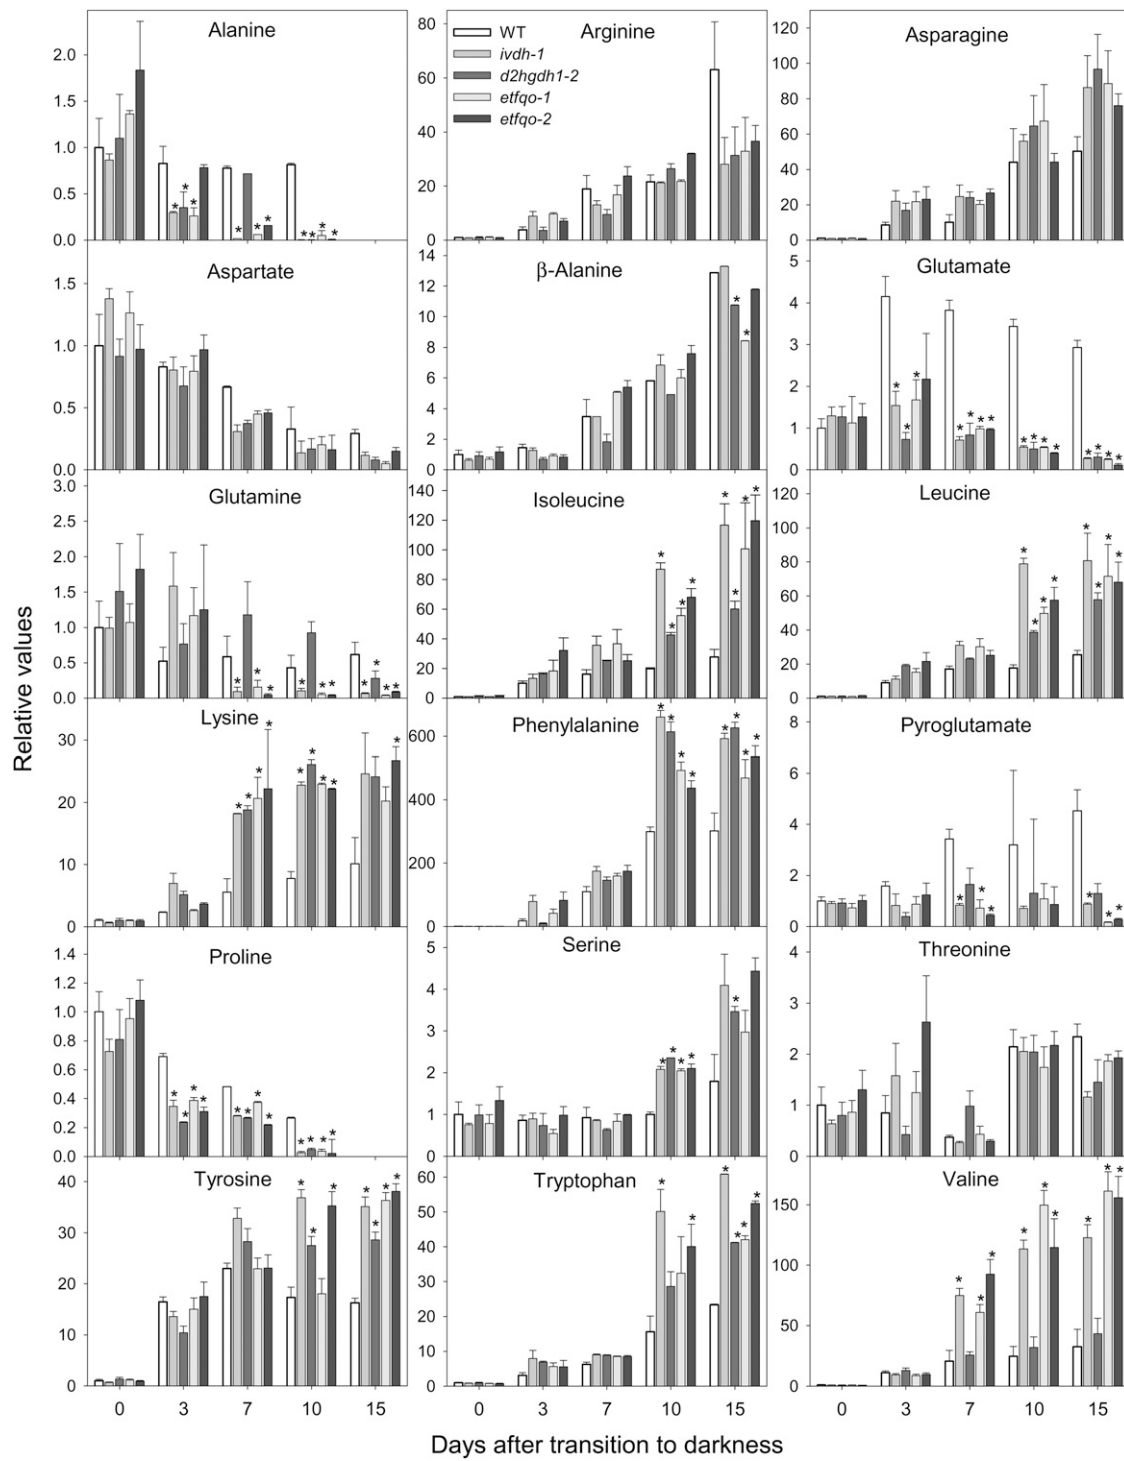 Alanine
2.0
1.5
1.0
0.5
0.0
* * * * * * * * * *
Arginine
WT
ivdh-1
d2hgdh1-2
etfqo-1
etfqo-2
80
60
40
20
0
Asparagine
120
100
80
60
40
20
0
Aspartate
1.5
1.0
0.5
0.0
β-Alanine
14
12
10
8
6
4
2
0
* *
Glutamate
5
4
3
2
1
0
* * * * * * * * * * * * * * *
Glutamine
3.0
2.5
2.0
1.5
1.0
0.5
0.0
* * * * * * * * * *
Isoleucine
140
120
100
80
60
40
20
0
* * * * * * * *
Leucine
120
100
80
60
40
20
0
* * * * * * * *
Lysine
30
20
10
0
* * * * * * * * *
Phenylalanine
600
400
200
0
* * * * * * * *
Pyroglutamate
8
6
4
2
0
* * * * * *
Proline
1.4
1.2
1.0
0.8
0.6
0.4
0.2
0.0
* * * * * * * * * * * *
Serine
5
4
3
2
1
0
* * * * *
Threonine
4
3
2
1
0
Tyrosine
40
30
20
10
0
* * * * * * *
0 3 7 10 15
Tryptophan
60
50
40
30
20
10
0
* * * * * *
0 3 7 10 15
Valine
150
100
50
0
* * * * * * * * *
0 3 7 10 15
Relative values
Days after transition to darkness